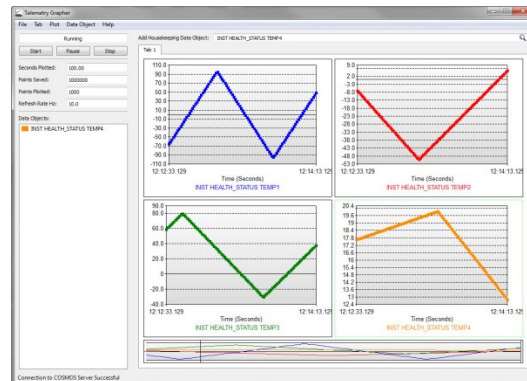 Telemetry Grapher
File Tab Plot Data Object Help
Running
Start Pause Stop
Seconds Plotted: 100.00
Points Saved: 1000000
Points Plotted: 1000
Refresh Rate Hz: 10.0
Data Objects:
INST HEALTH_STATUS TEMP4
Add Housekeeping Data Object: INST HEALTH_STATUS TEMP4
Tab 1
110.0
90.0
70.0
50.0
30.0
10.0
-10.0
-30.0
-50.0
-70.0
-90.0
-110.0
12:12:33.129 12:14:13.129
Time (Seconds)
INST HEALTH_STATUS TEMP1
9.0
2.0
-3.0
-8.0
-13.0
-18.0
-23.0
-28.0
-33.0
-38.0
-43.0
-48.0
-53.0
12:12:33.129 12:14:13.129
Time (Seconds)
INST HEALTH_STATUS TEMP2
90.0
80.0
60.0
40.0
20.0
0
-20.0
-40.0
12:12:33.129 12:14:13.129
Time (Seconds)
INST HEALTH_STATUS TEMP3
20.4
19.6
19
18.4
17.8
17.2
16.6
16
15.4
14.8
14.2
13.6
13
12.4
12:12:33.129 12:14:13.129
Time (Seconds)
INST HEALTH_STATUS TEMP4
Connection to COSMOS Server Successful